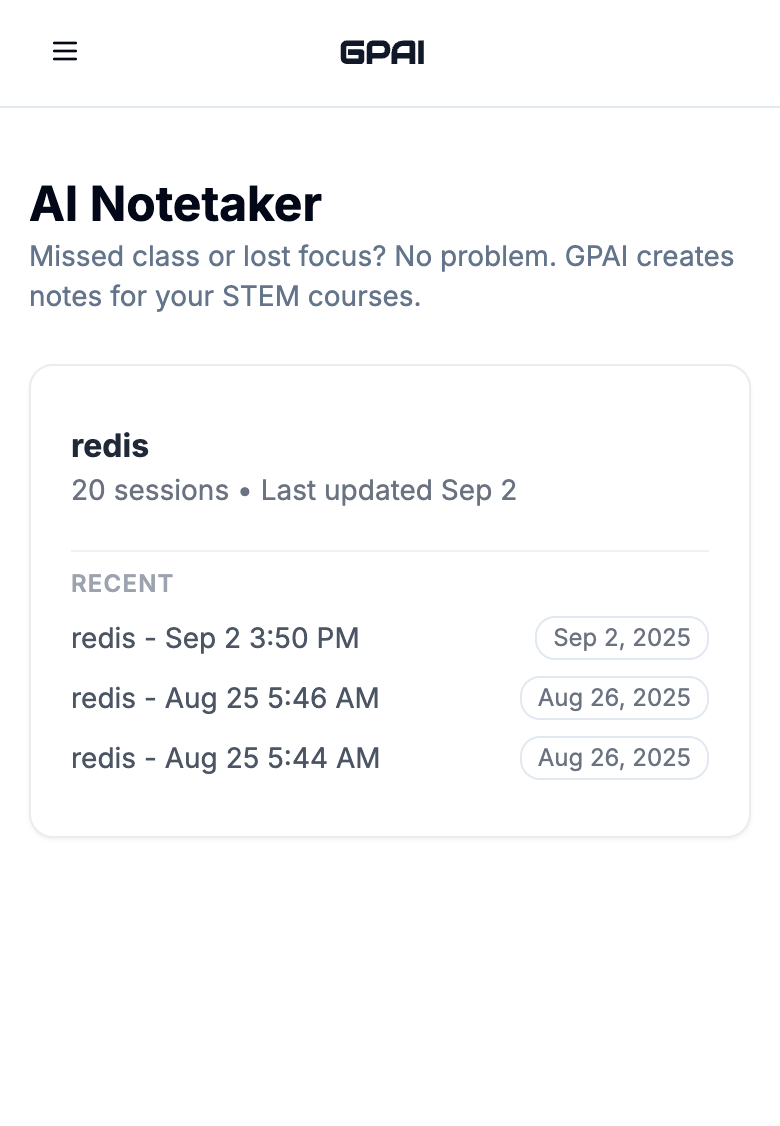 GPAI
AI Notetaker
Missed class or lost focus? No problem. GPAI creates
notes for your STEM courses.
redis
20 sessions • Last updated Sep 2
RECENT
redis - Sep 2 3:50 PM
Sep 2, 2025
redis - Aug 25 5:46 AM
Aug 26, 2025
redis - Aug 25 5:44 AM
Aug 26, 2025